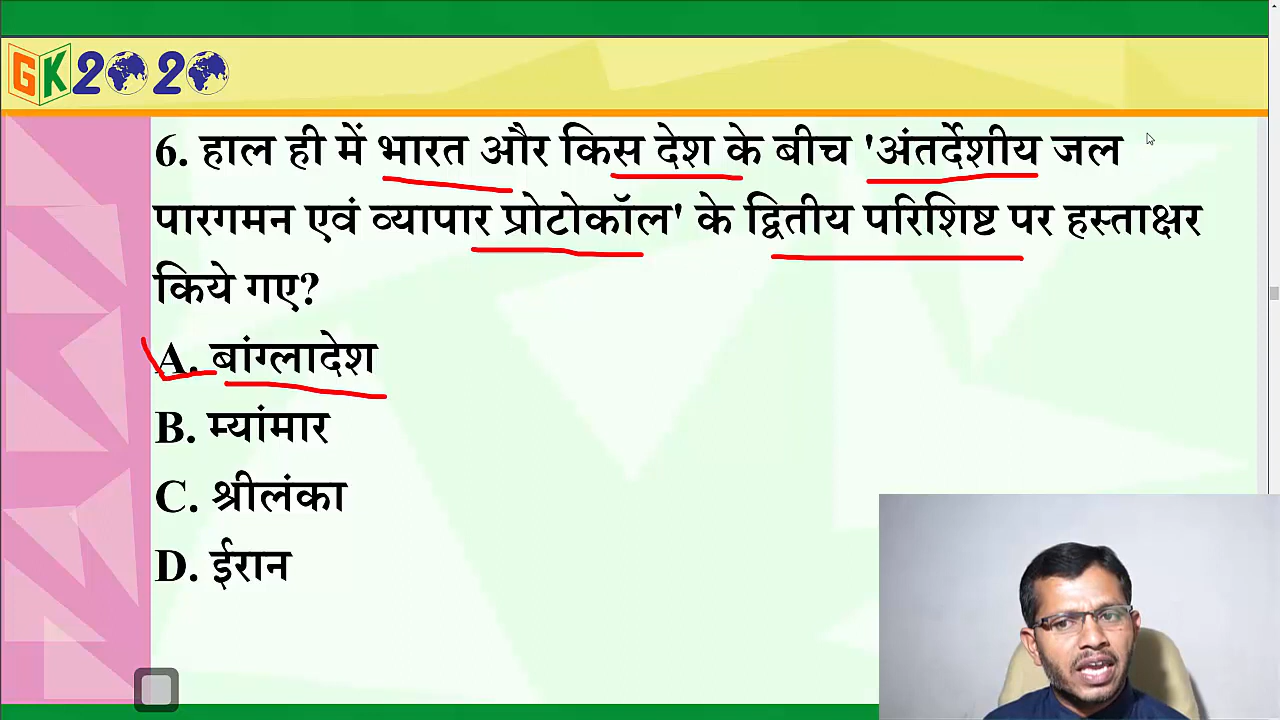 GK2020
6. हाल ही में भारत और किस देश के बीच 'अंतर्देशीय जल
पारगमन एवं व्यापार प्रोटोकॉल' के द्वितीय परिशिष्ट पर हस्ताक्षर
किये गए?
A. बांग्लादेश
B. म्यांमार
C. श्रीलंका
D. ईरान